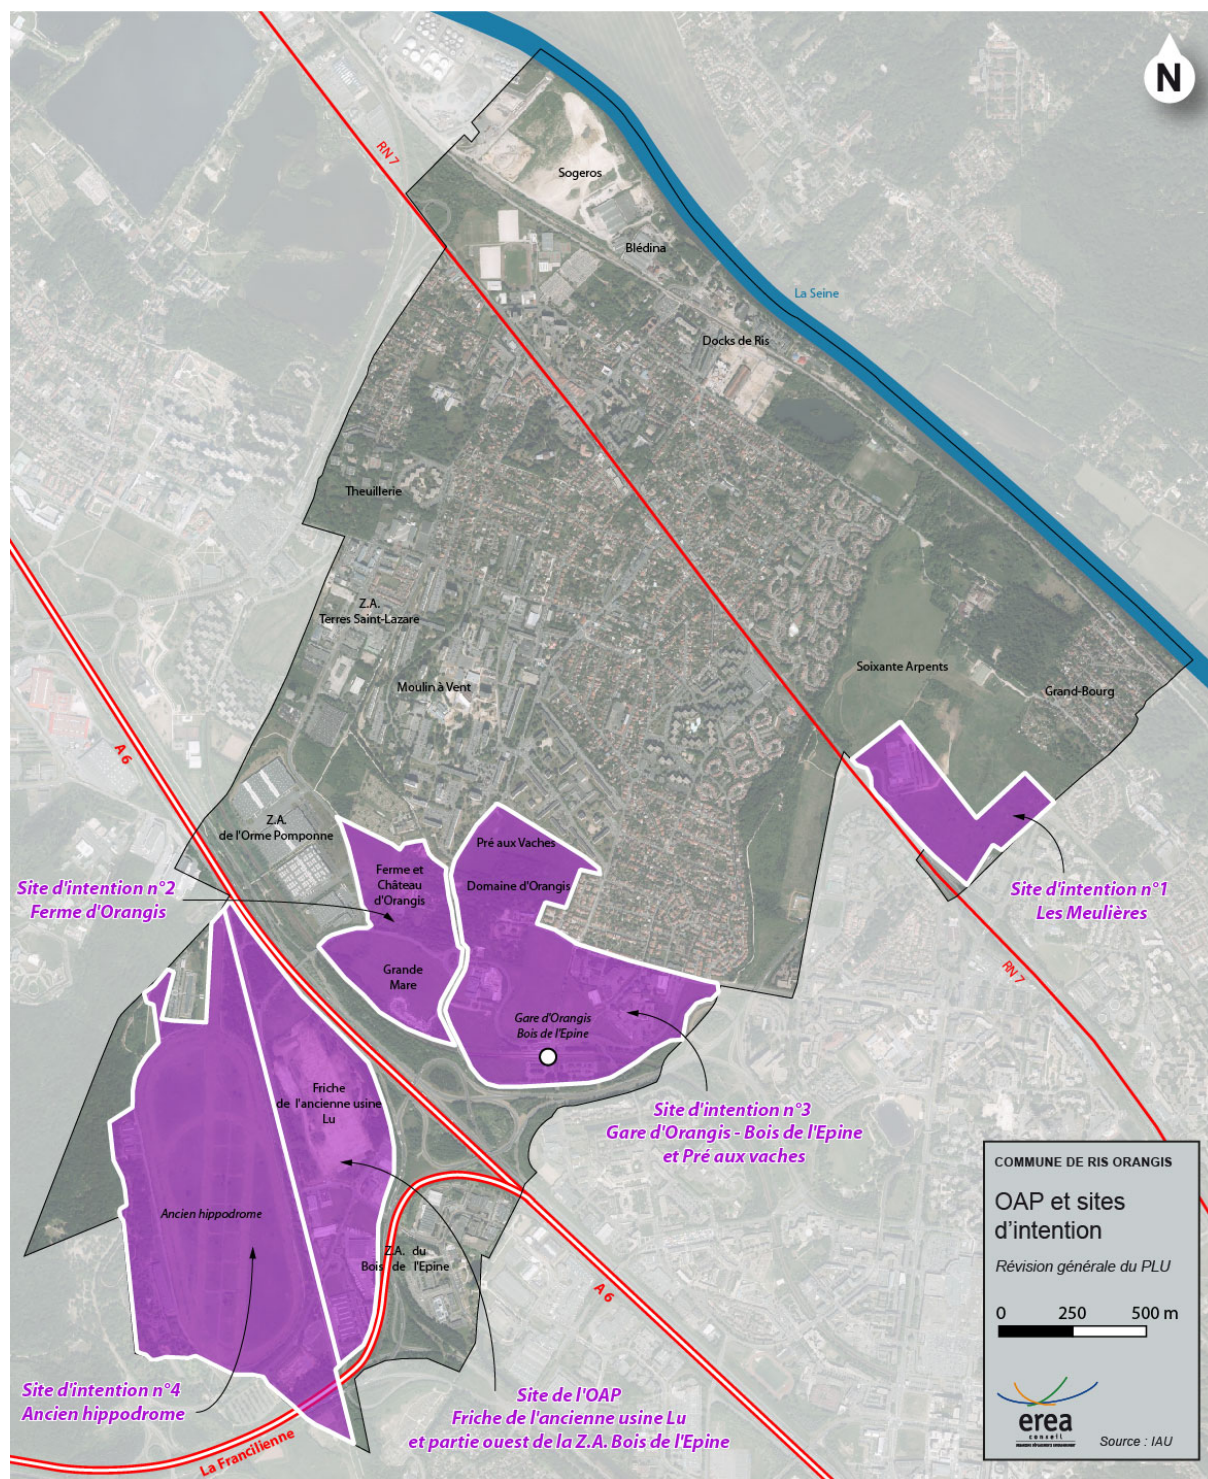 N
RN 7
Sogeros
Blédina
La Seine
Docks de Ris
Theuillerie
Z.A.
Terres Saint-Lazare
Moulin à Vent
Soixante Arpents
Grand-Bourg
A 6
Z.A.
de l'Orme Pomponne
Pré aux Vaches
Ferme et
Château
d'Orangis
Domaine d'Orangis
Site d'intention n°2
Ferme d'Orangis
Site d'intention n°1
Les Meulières
Grande
Mare
RN 7
Gare d'Orangis
Bois de l'Epine
Friche
de l'ancienne usine
Lu
Site d'intention n°3
Gare d'Orangis - Bois de l'Epine
et Pré aux vaches
Ancien hippodrome
Z.A. du
Bois de l'Epine
A 6
Site d'intention n°4
Ancien hippodrome
Site de l'OAP
Friche de l'ancienne usine Lu
et partie ouest de la Z.A. Bois de l'Epine
La Francilienne
COMMUNE DE RIS ORANGIS
OAP et sites
d'intention
Révision générale du PLU
0 250 500 m
erea
conseil
Source : IAU